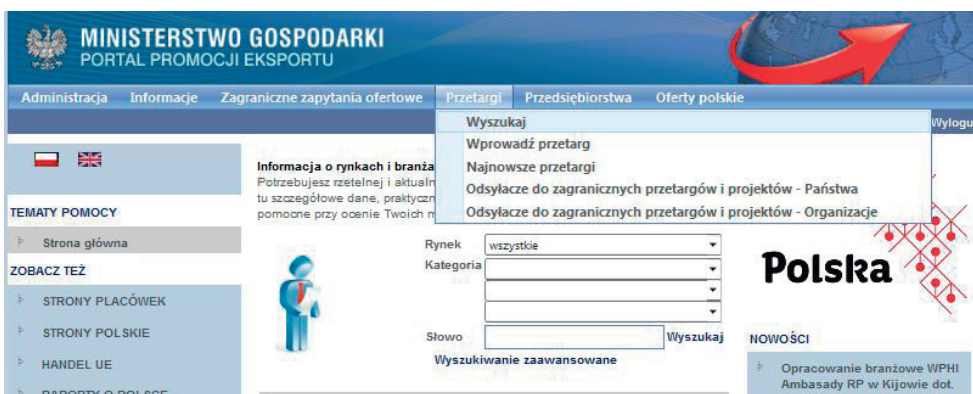 MINISTERSTWO GOSPODARKI
PORTAL PROMOCJI EKSPORTU
Administracja Informacje Zagraniczne zapytania ofertowe Przetargi Przedsiębiorstwa Oferty polskie
Wylogu
Wyszukaj
Wprowadź przetarg
Najnowsze przetargi
Odsyłacze do zagranicznych przetargów i projektów - Państwa
Odsyłacze do zagranicznych przetargów i projektów - Organizacje
TEMATY POMOCY
Strona główna
ZOBACZ TEŻ
STRONY PLACÓWEK
STRONY POLSKIE
HANDEL UE
RAPORTY O POLSCE
Informacja o rynkach i branża
Potrzebujesz rzetelnej i aktualn
tu szczegółowe dane, praktyczn
pomocne przy ocenie Twoich m
Rynek wszystkie
Kategoria
Słowo Wyszukaj
Wyszukiwanie zaawansowane
Polska
NOWOŚCI
Opracowanie branżowe WPHI
Ambasady RP w Kijowie dot.